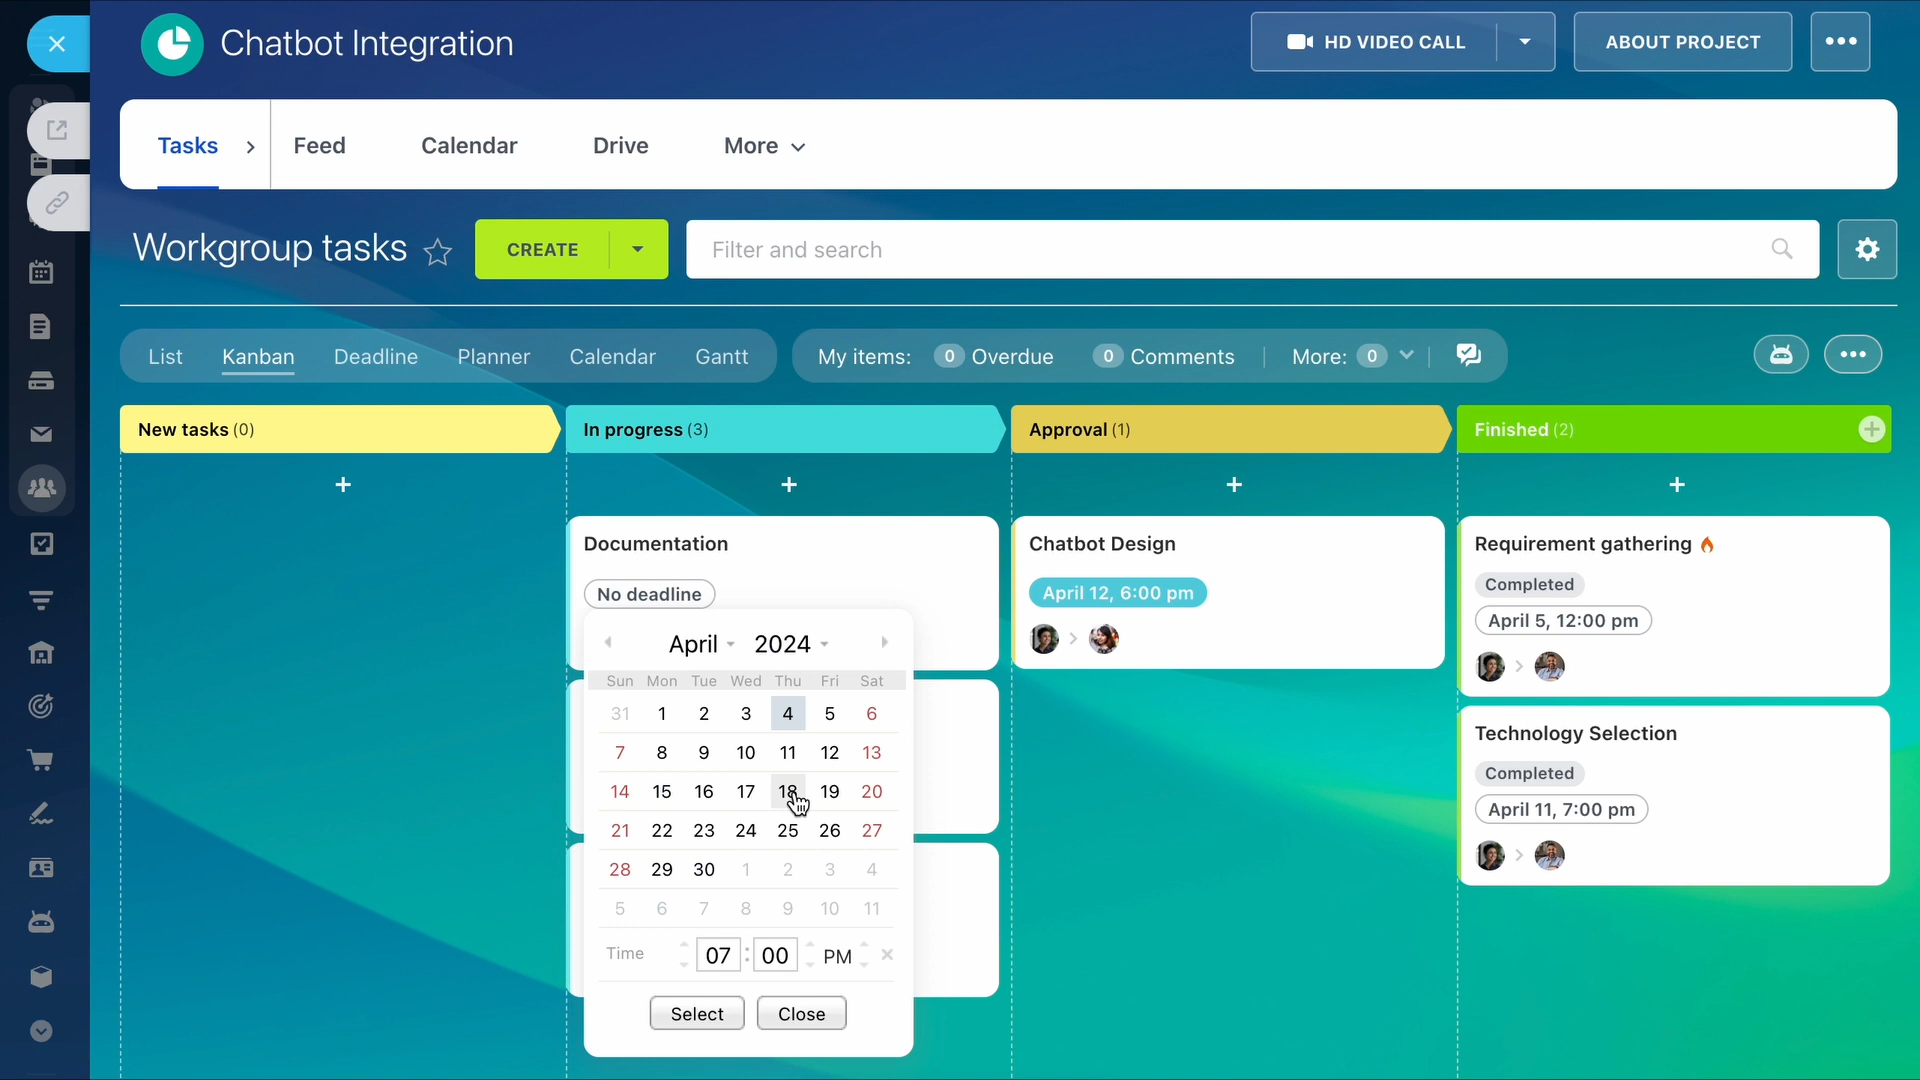 Chatbot Integration
HD VIDEO CALL
ABOUT PROJECT
Tasks
Feed
Calendar
Drive
More
Workgroup tasks
CREATE
Filter and search
List
Kanban
Deadline
Planner
Calendar
Gantt
My items:
0 Overdue
0 Comments
More: 0
New tasks (0)
In progress (3)
Approval (1)
Finished (2)
Documentation
No deadline
April 2024
Sun Mon Tue Wed Thu Fri Sat
31 1 2 3 4 5 6
7 8 9 10 11 12 13
14 15 16 17 18 19 20
21 22 23 24 25 26 27
28 29 30 1 2 3 4
5 6 7 8 9 10 11
Time 07 : 00 PM
Select
Close
Chatbot Design
April 12, 6:00 pm
Requirement gathering
Completed
April 5, 12:00 pm
Technology Selection
Completed
April 11, 7:00 pm